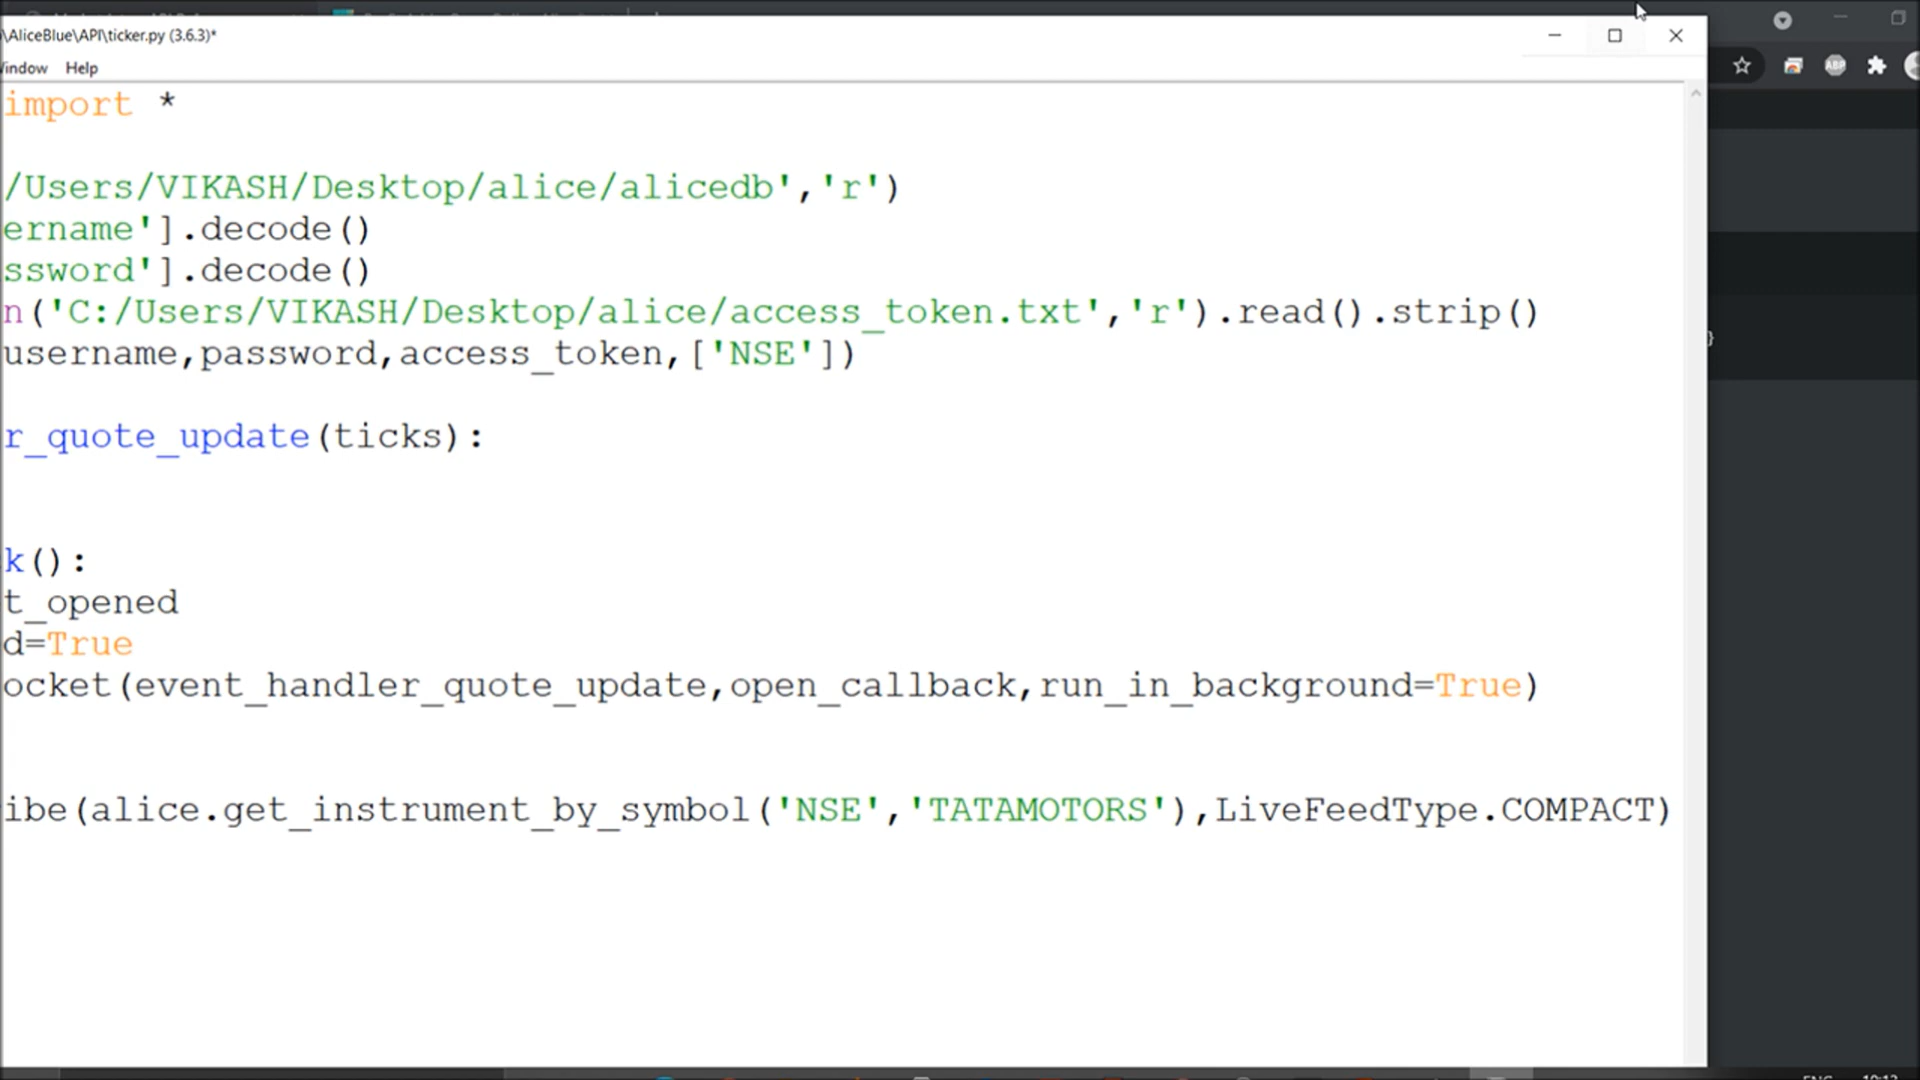 \AliceBlue\API\ticker.py (3.6.3)*
Window Help
ABP
import *
/Users/VIKASH/Desktop/alice/alicedb','r')
ername'].decode()
ssword'].decode()
n('C:/Users/VIKASH/Desktop/alice/access_token.txt','r').read().strip()
}
username,password,access_token,['NSE'])
r_quote_update(ticks):
k():
t_opened
d=True
ocket(event_handler_quote_update,open_callback,run_in_background=True)
ibe(alice.get_instrument_by_symbol('NSE','TATAMOTORS'),LiveFeedType.COMPACT)